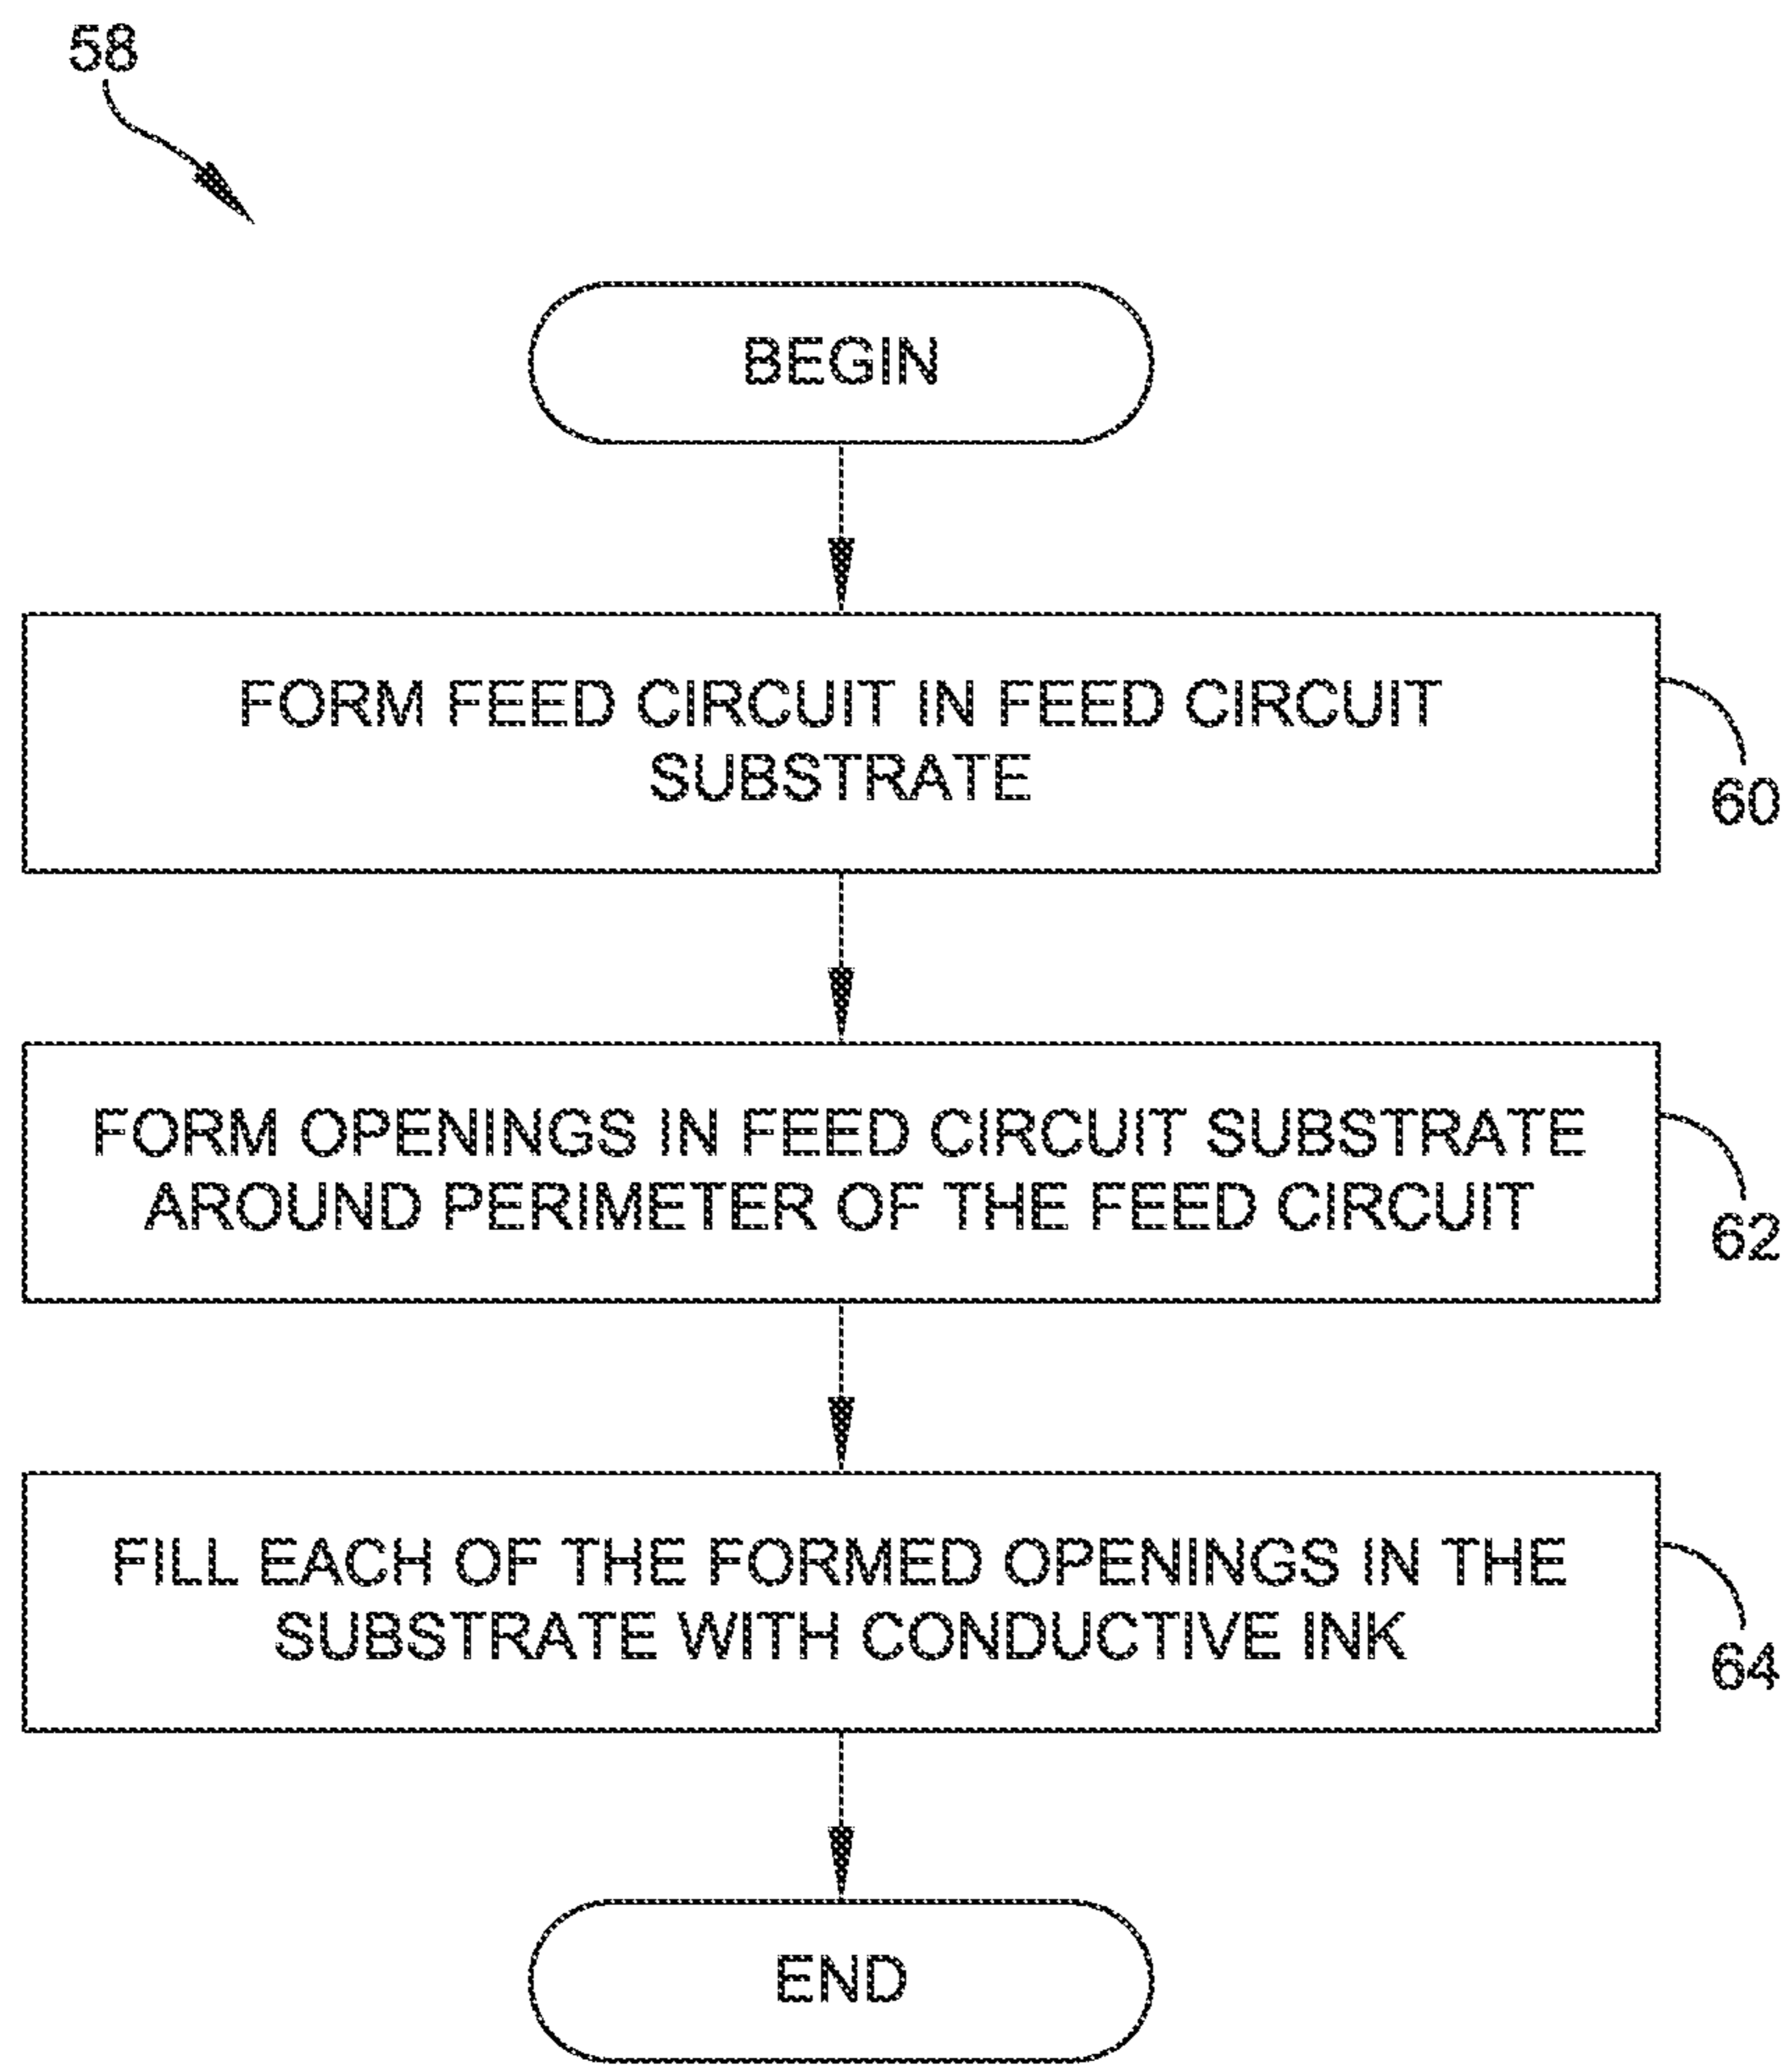 58
BEGIN
FORM FEED CIRCUIT IN FEED CIRCUIT
SUBSTRATE
60
FORM OPENINGS IN FEED CIRCUIT SUBSTRATE
AROUND PERIMETER OF THE FEED CIRCUIT
62
FILL EACH OF THE FORMED OPENINGS IN THE
SUBSTRATE WITH CONDUCTIVE INK
64
END